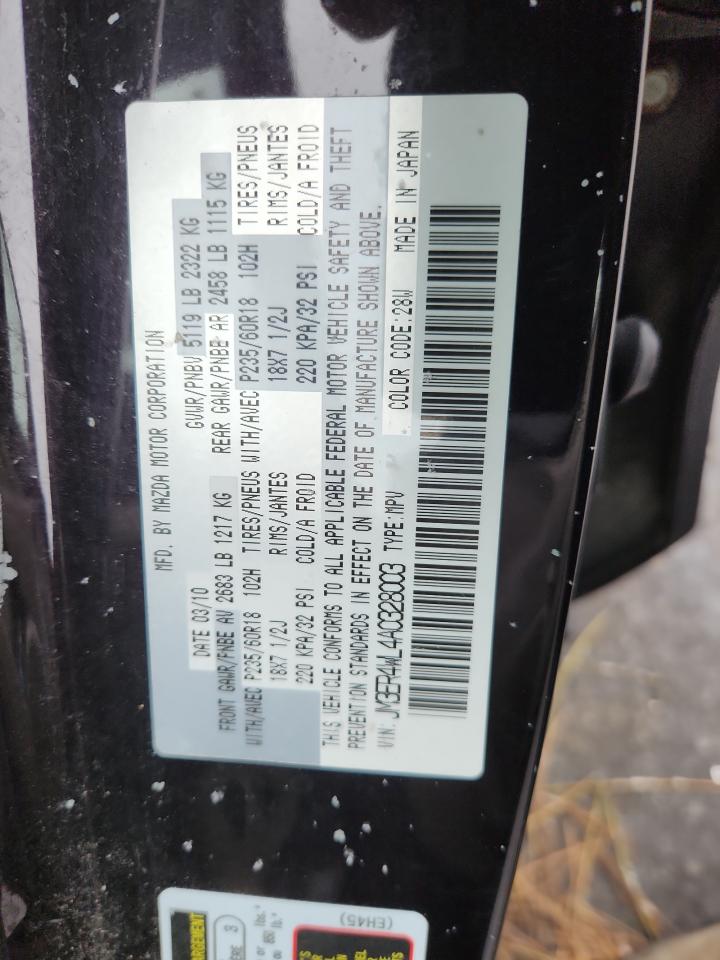 MFD. BY MAZDA MOTOR CORPORATION
DATE 03/10 GVWR/PNBV 5119 LB 2322 KG
FRONT GAWR/PNBE AV 2683 LB 1217 KG REAR GAWR/PNBE AR 2458 LB 1115 KG
WITH/AVEC P235/60R18 102H TIRES/PNEUS WITH/AVEC P235/60R18 102H TIRES/PNEUS
18X7 1/2J RIMS/JANTES 18X7 1/2J RIMS/JANTES
220 KPA/32 PSI COLD/A FROID 220 KPA/32 PSI COLD/A FROID
THIS VEHICLE CONFORMS TO ALL APPLICABLE FEDERAL MOTOR VEHICLE SAFETY AND THEFT
PREVENTION STANDARDS IN EFFECT ON THE DATE OF MANUFACTURE SHOWN ABOVE.
VIN: JM3ER4WL4A0328003 TYPE:MPV COLOR CODE:28W MADE IN JAPAN
3
or 850 lbs.
(EH45)